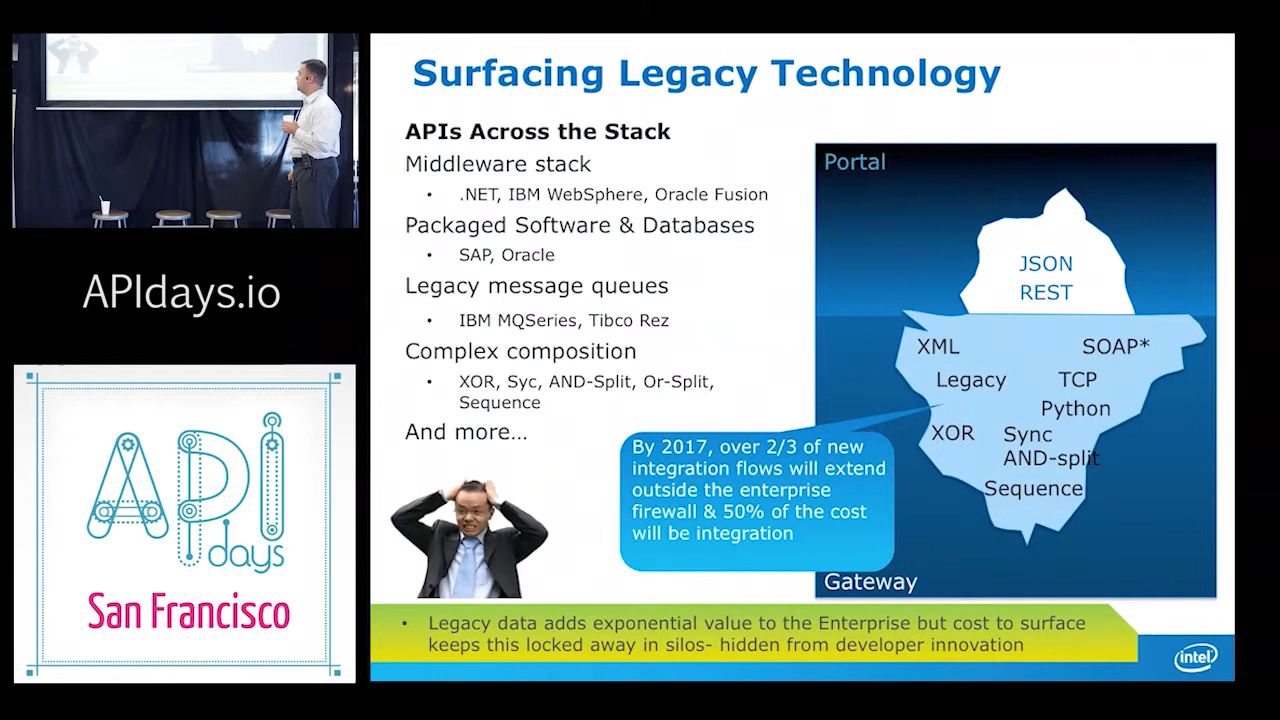 APIdays.io
API
days
San Francisco
Surfacing Legacy Technology
APIs Across the Stack
Middleware stack
• .NET, IBM WebSphere, Oracle Fusion
Packaged Software & Databases
• SAP, Oracle
Legacy message queues
• IBM MQSeries, Tibco Rez
Complex composition
• XOR, Syc, AND-Split, Or-Split,
Sequence
And more…
Portal
JSON
REST
XML SOAP*
Legacy TCP
Python
XOR Sync
AND-split
Sequence
Gateway
By 2017, over 2/3 of new
integration flows will extend
outside the enterprise
firewall & 50% of the cost
will be integration
• Legacy data adds exponential value to the Enterprise but cost to surface
keeps this locked away in silos- hidden from developer innovation
intel